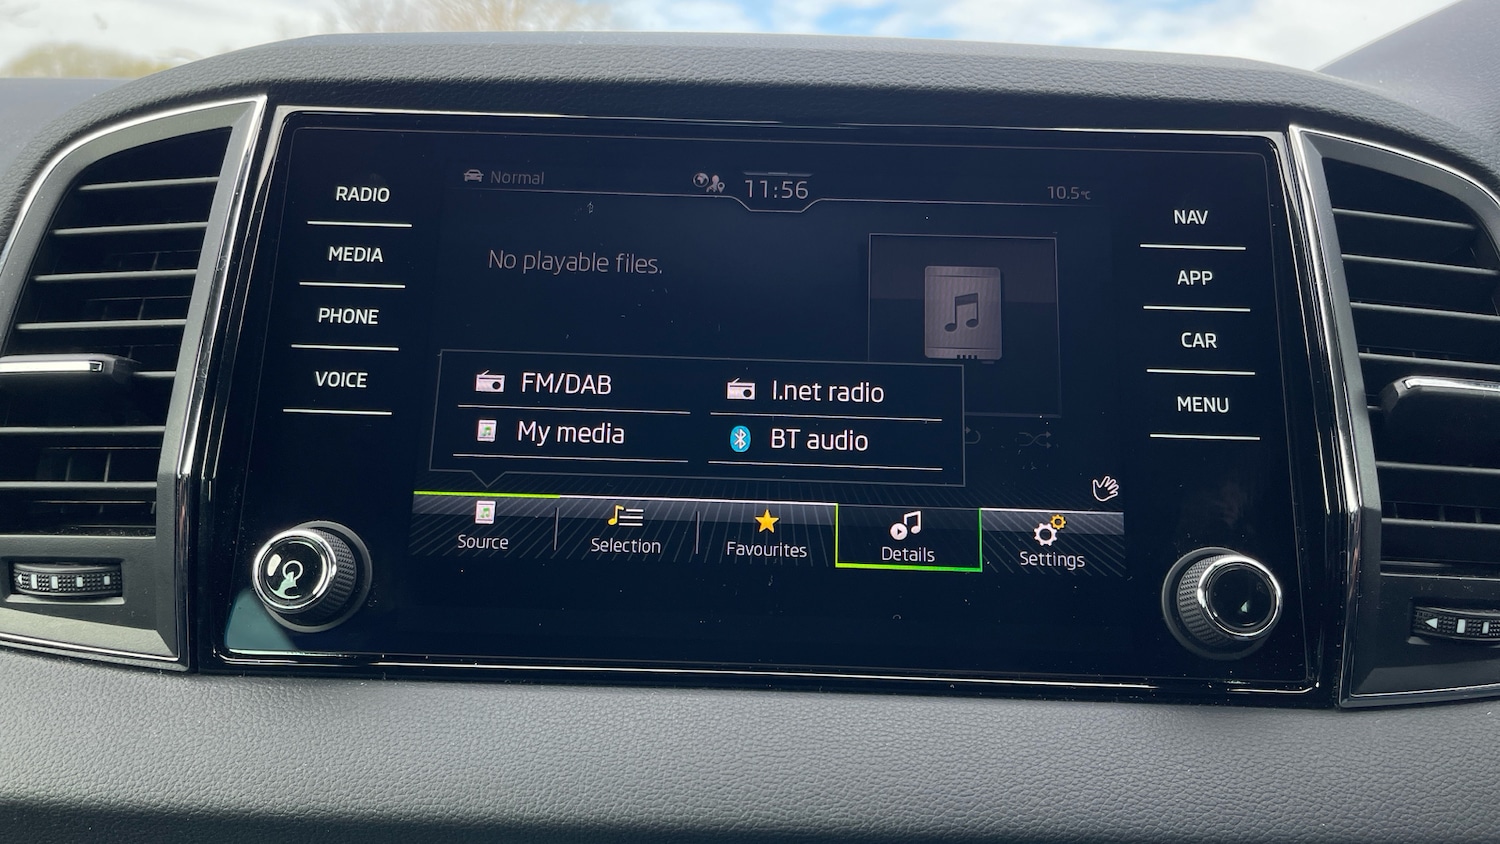 Normal
11:56
10.5°C
RADIO
MEDIA
PHONE
VOICE
No playable files.
FM/DAB
I.net radio
My media
BT audio
Source
Selection
Favourites
Details
Settings
NAV
APP
CAR
MENU